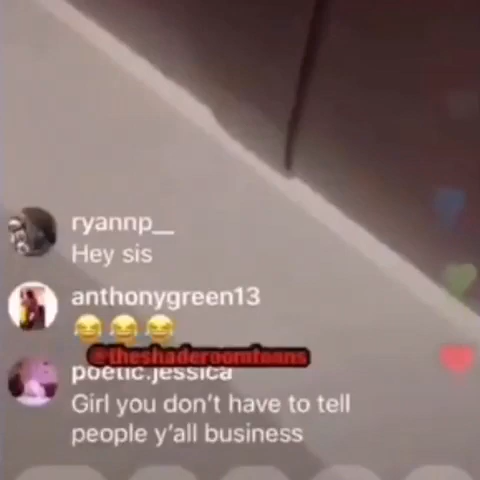 ryannp__
Hey sis
anthonygreen13
😂😂😂
@theshaderoomteens
poetic.jessica
Girl you don't have to tell
people y'all business